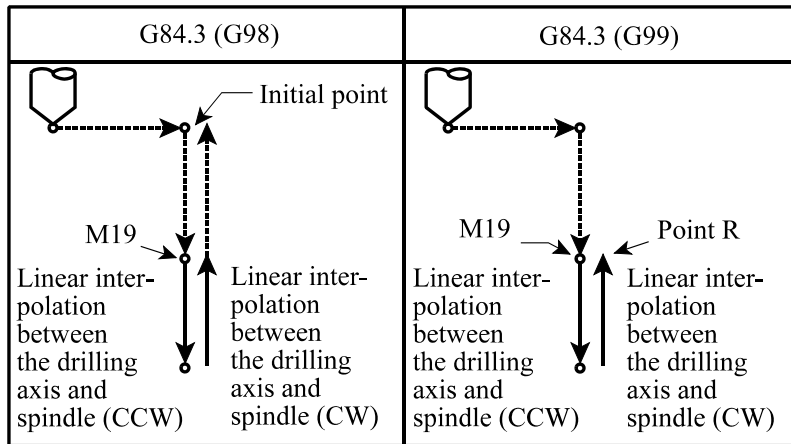 G84.3 (G98)
G84.3 (G99)
Initial point
M19
Linear inter-
polation
between
the drilling
axis and
spindle (CCW)
Linear inter-
polation
between
the drilling
axis and
spindle (CW)
M19
Point R
Linear inter-
polation
between
the drilling
axis and
spindle (CCW)
Linear inter-
polation
between
the drilling
axis and
spindle (CW)